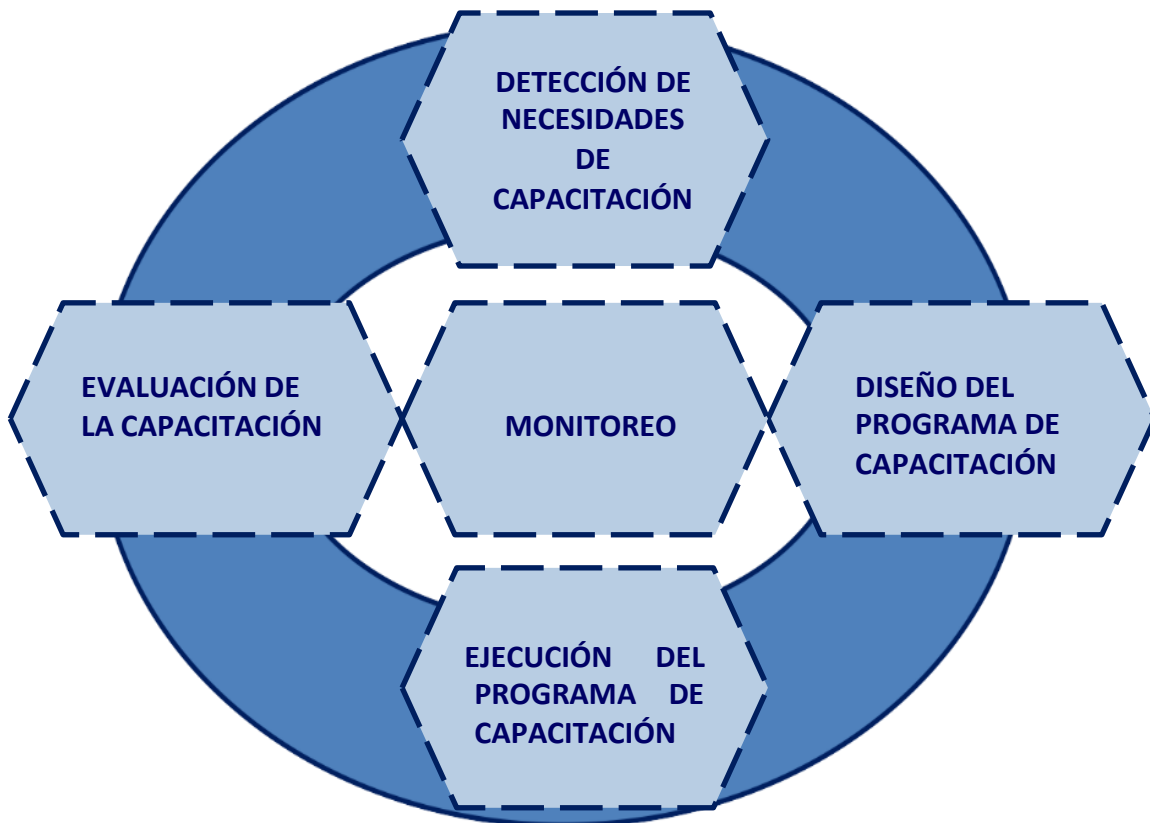 DETECCIÓN DE
NECESIDADES
DE
CAPACITACIÓN
EVALUACIÓN DE
LA CAPACITACIÓN
MONITOREO
DISEÑO DEL
PROGRAMA DE
CAPACITACIÓN
EJECUCIÓN DEL
PROGRAMA DE
CAPACITACIÓN